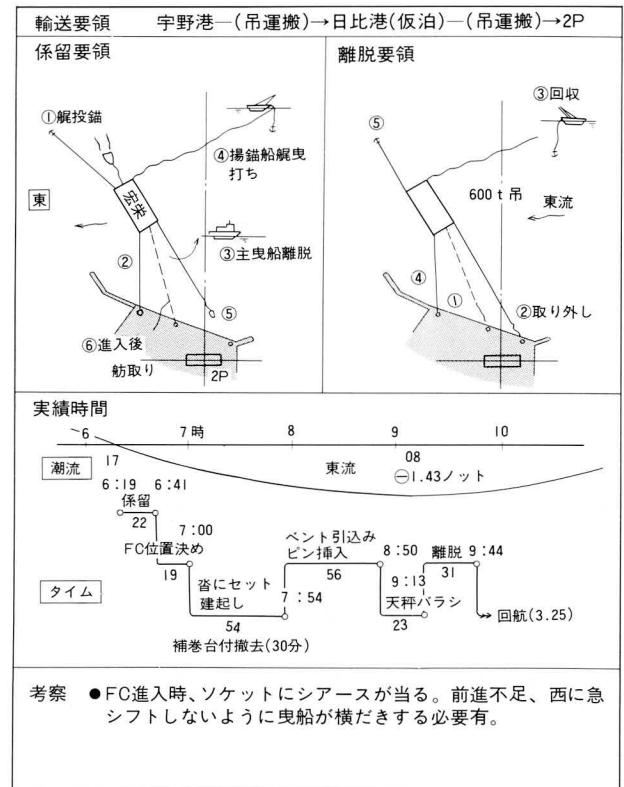 輸送要領 宇野港―(吊運搬)→日比港(仮泊)―(吊運搬)→2P
係留要領
①艉投錨
④揚錨船艉曳
打ち
東
宏栄
②
③主曳船離脱
⑤
⑥進入後
舫取り
2P
離脱要領
③回収
⑤
600t吊
東流
④
①
②取り外し
実績時間
6 7時 8 9 10
潮流
17
東流
08
⊖1.43ノット
6:19 6:41
係留
22
7:00
FC位置決め
19
タイム
沓にセット
建起し
54
補巻台付撤去(30分)
7:54
ベント引込み
ピン挿入
56
8:50
9:13
天秤バラシ
23
離脱
31
9:44
回航(3.25)
考察 ●FC進入時、ソケットにシアースが当る。前進不足、西に急
シフトしないように曳船が横だきする必要有。